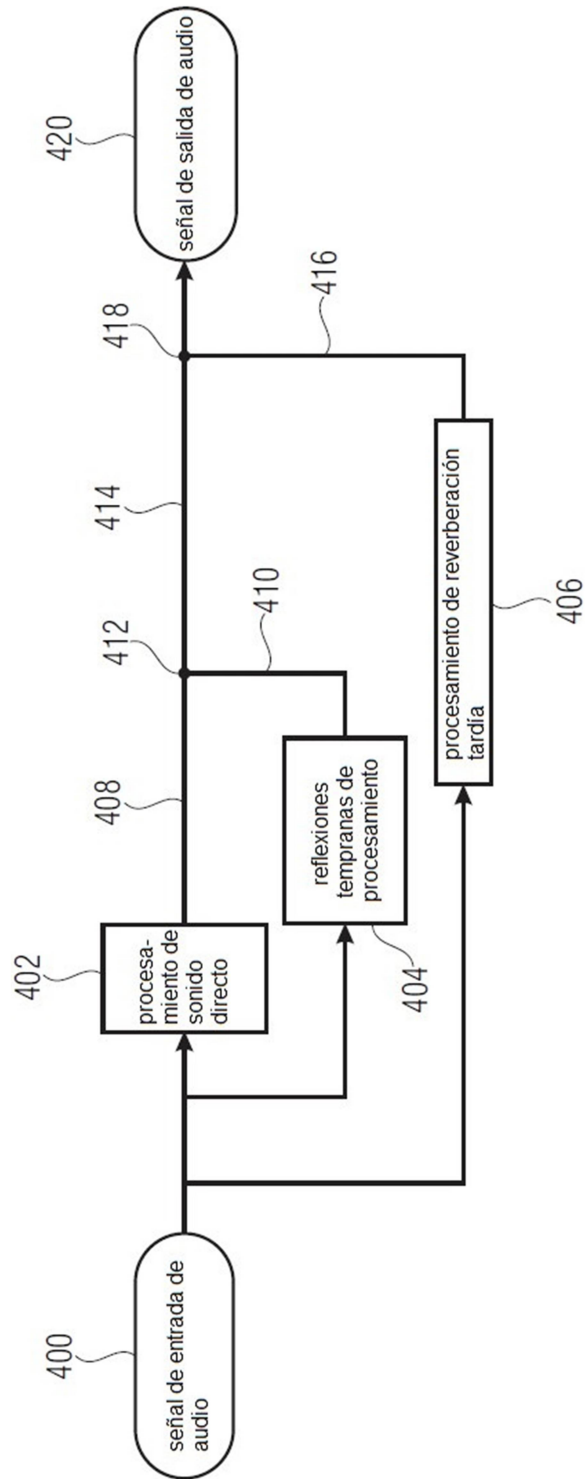 400
señal de entrada de
audio
402
procesa-
miento de
sonido
directo
408
412
414
418
420
señal de salida de audio
404
reflexiones
tempranas de
procesamiento
410
416
406
procesamiento de reverberación
tardía